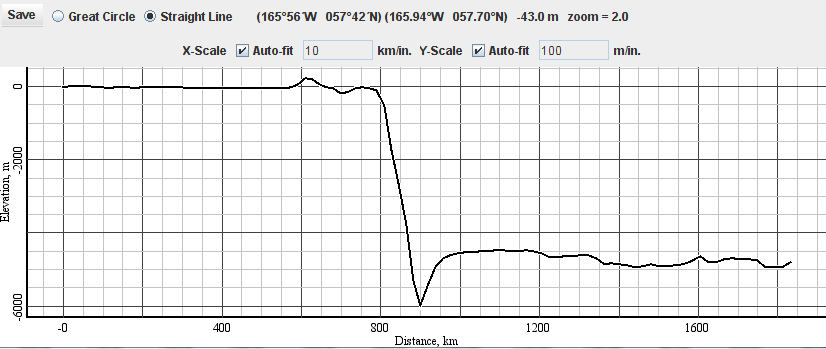 Save Great Circle Straight Line (165°56´W 057°42´N) (165.94°W 057.70°N) -43.0 m zoom = 2.0
X-Scale Auto-fit 10 km/in. Y-Scale Auto-fit 100 m/in.
0
-2000
-6000
Elevation, m
-0 400 800 1200 1600
Distance, km